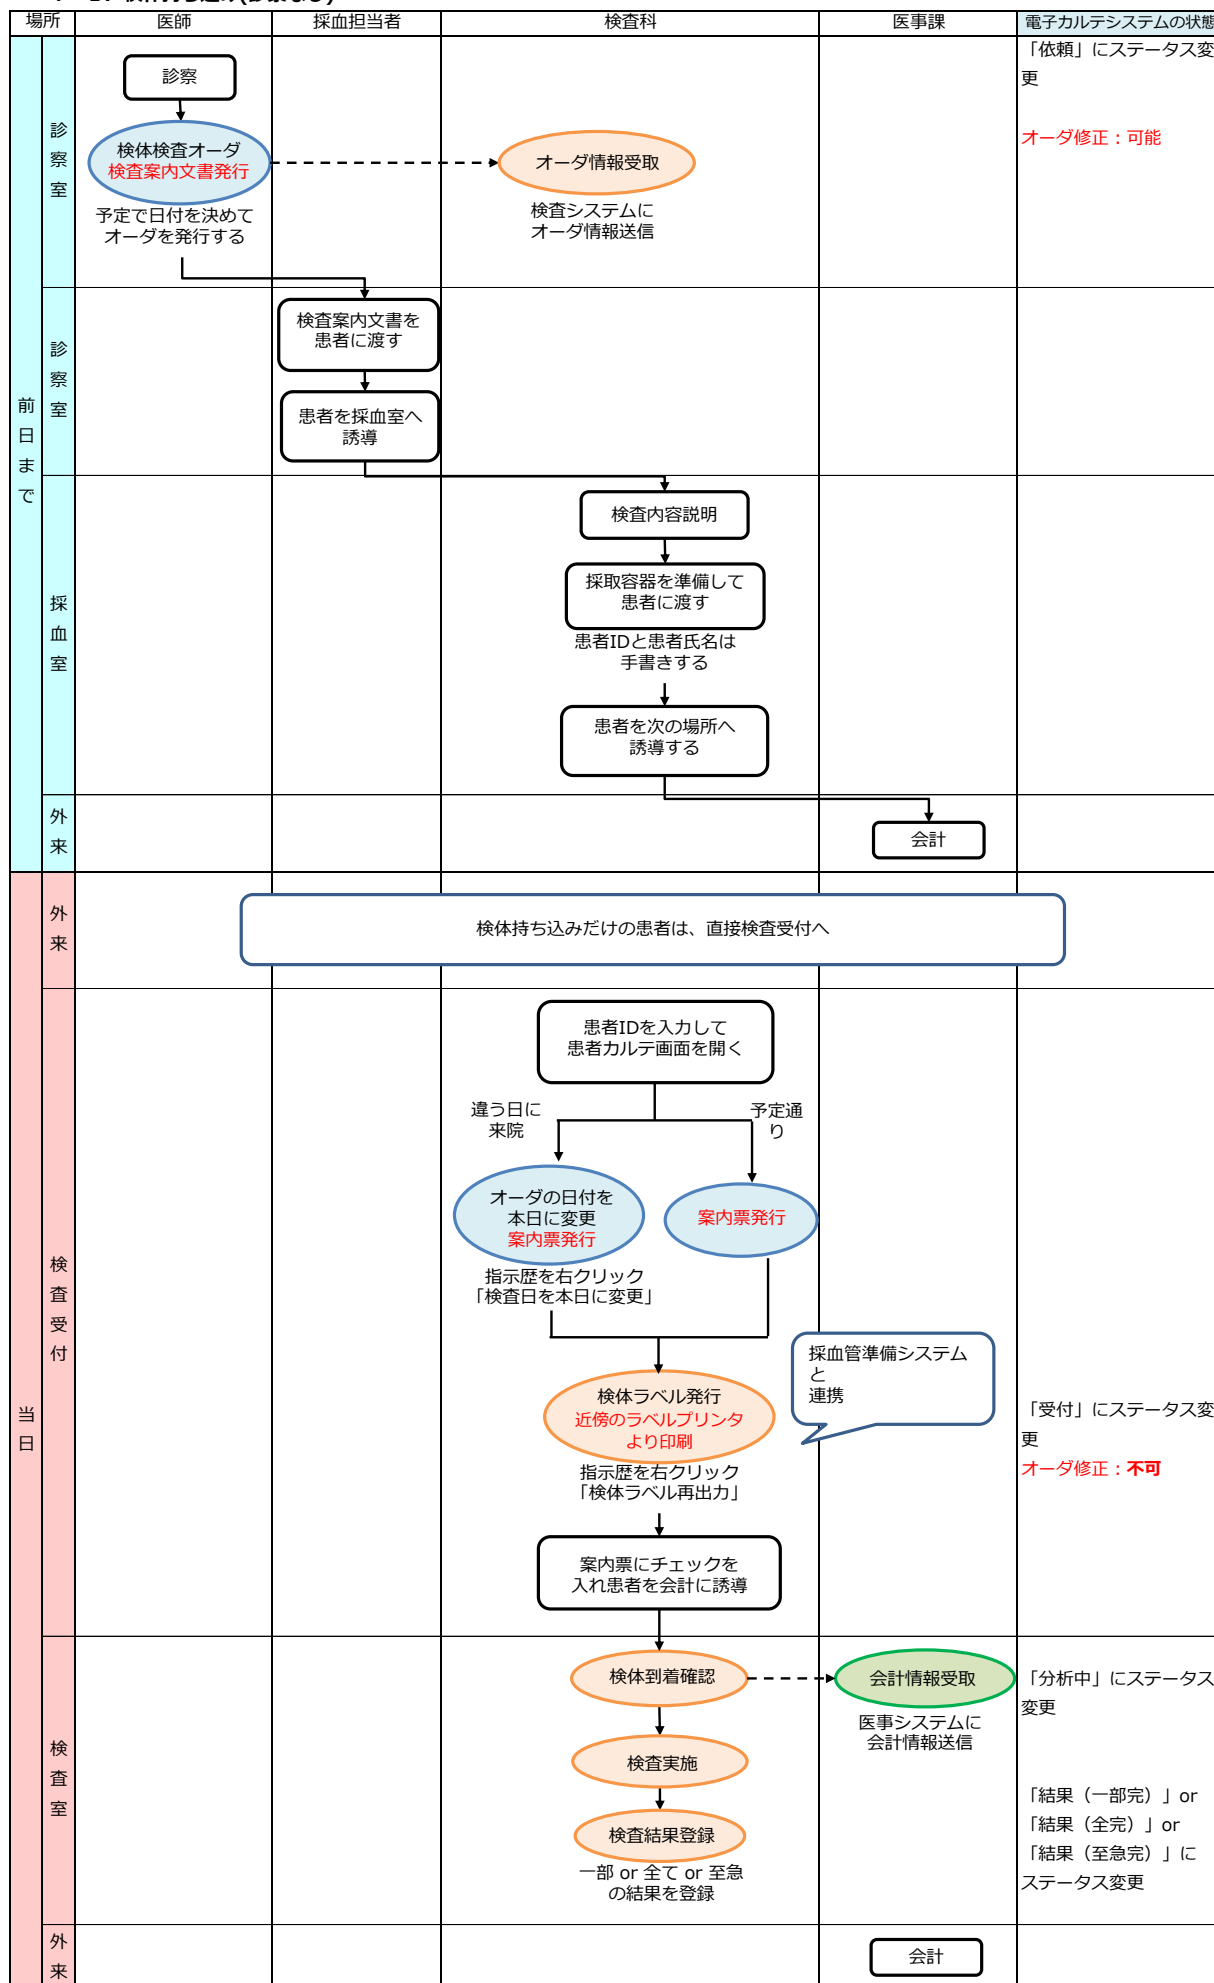 場所 医師 採血担当者 検査科 医事課 電子カルテシステムの状態
前日まで
診察室
診察
検体検査オーダ
検査案内文書発行
予定で日付を決めて
オーダを発行する
オーダ情報受取
検査システムに
オーダ情報送信
「依頼」にステータス変
更
オーダ修正：可能
診察室
検査案内文書を
患者に渡す
患者を採血室へ
誘導
採血室
検査内容説明
採取容器を準備して
患者に渡す
患者IDと患者氏名は
手書きする
患者を次の場所へ
誘導する
外来
会計
当日
外来
検体持ち込みだけの患者は、直接検査受付へ
検査受付
患者IDを入力して
患者カルテ画面を開く
違う日に
来院
予定通
り
オーダの日付を
本日に変更
案内票発行
案内票発行
指示歴を右クリック
「検査日を本日に変更」
採血管準備システム
と
連携
検体ラベル発行
近傍のラベルプリンタ
より印刷
指示歴を右クリック
「検体ラベル再出力」
「受付」にステータス変
更
オーダ修正：不可
案内票にチェックを
入れ患者を会計に誘導
検査室
検体到着確認
会計情報受取
医事システムに
会計情報送信
「分析中」にステータス
変更
検査実施
検査結果登録
一部 or 全て or 至急
の結果を登録
「結果（一部完）」or
「結果（全完）」or
「結果（至急完）」に
ステータス変更
外来
会計